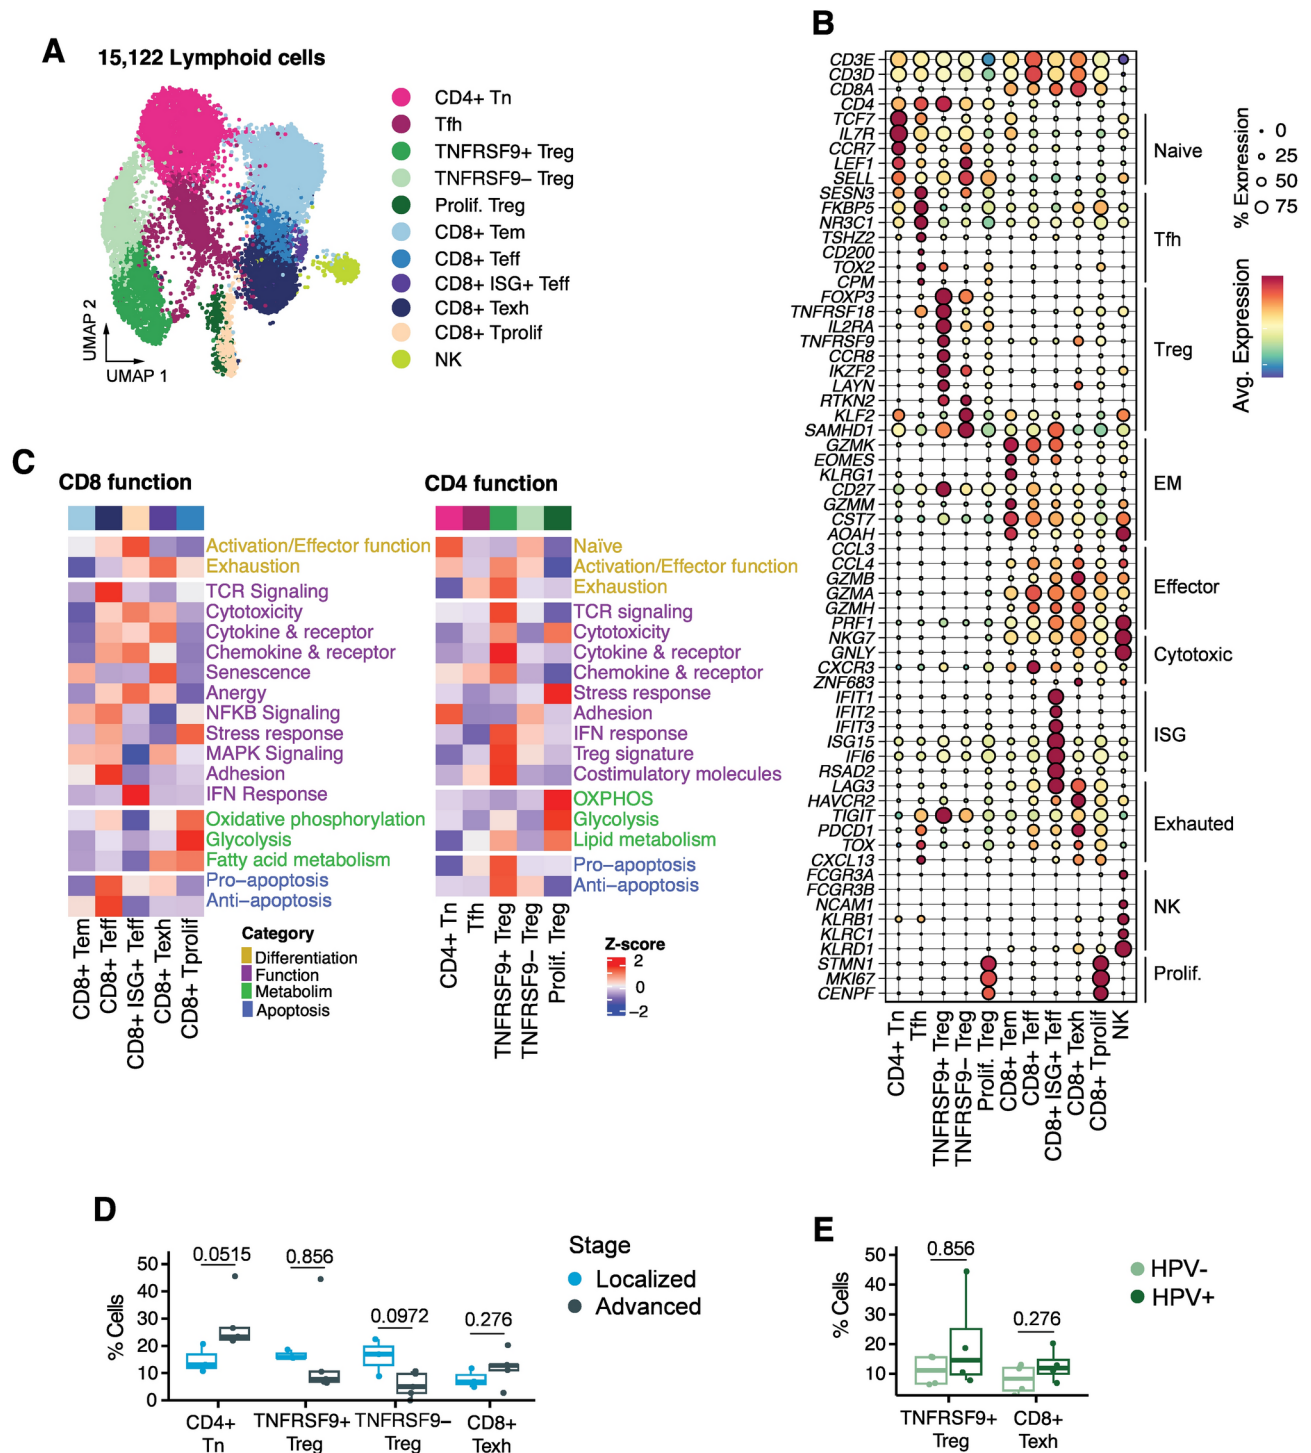 A
15,122 Lymphoid cells
CD4+ Tn
Tfh
TNFRSF9+ Treg
TNFRSF9– Treg
Prolif. Treg
CD8+ Tem
CD8+ Teff
CD8+ ISG+ Teff
CD8+ Texh
CD8+ Tprolif
NK
UMAP 2
UMAP 1
B
CD3E
CD3D
CD8A
CD4
TCF7
IL7R
CCR7
LEF1
SELL
SESN3
FKBP5
NR3C1
TSHZ2
CD200
TOX2
CPM
FOXP3
TNFRSF18
IL2RA
TNFRSF9
CCR8
IKZF2
LAYN
RTKN2
KLF2
SAMHD1
GZMK
EOMES
KLRG1
CD27
GZMM
CST7
AOAH
CCL3
CCL4
GZMB
GZMA
GZMH
PRF1
NKG7
GNLY
CXCR3
ZNF683
IFIT1
IFIT2
IFIT3
ISG15
IFI6
RSAD2
LAG3
HAVCR2
TIGIT
PDCD1
TOX
CXCL13
FCGR3A
FCGR3B
NCAM1
KLRB1
KLRC1
KLRD1
STMN1
MKI67
CENPF
Naive
Tfh
Treg
EM
Effector
Cytotoxic
ISG
Exhauted
NK
Prolif.
CD4+ Tn
Tfh
TNFRSF9+ Treg
TNFRSF9– Treg
Prolif. Treg
CD8+ Tem
CD8+ Teff
CD8+ ISG+ Teff
CD8+ Texh
CD8+ Tprolif
NK
% Exoression
0
25
50
75
Avg. Expression
C
CD8 function
Activation/Effector function
Exhaustion
TCR Signaling
Cytotoxicity
Cytokine & receptor
Chemokine & receptor
Senescence
Anergy
NFKB Signaling
Stress response
MAPK Signaling
Adhesion
IFN Response
Oxidative phosphorylation
Glycolysis
Fatty acid metabolism
Pro–apoptosis
Anti–apoptosis
CD8+ Tem
CD8+ Teff
CD8+ ISG+ Teff
CD8+ Texh
CD8+ Tprolif
Category
Differentiation
Function
Metabolim
Apoptosis
CD4 function
Naïve
Activation/Effector function
Exhaustion
TCR signaling
Cytotoxicity
Cytokine & receptor
Chemokine & receptor
Stress response
Adhesion
IFN response
Treg signature
Costimulatory molecules
OXPHOS
Glycolysis
Lipid metabolism
Pro–apoptosis
Anti–apoptosis
CD4+ Tn
Tfh
TNFRSF9+ Treg
TNFRSF9– Treg
Prolif. Treg
Z-score
2
0
–2
D
% Cells
50
40
30
20
10
0
0.0515
0.856
0.0972
0.276
CD4+
Tn
TNFRSF9+
Treg
TNFRSF9–
Treg
CD8+
Texh
Stage
Localized
Advanced
E
% Cells
50
40
30
20
10
0.856
0.276
TNFRSF9+
Treg
CD8+
Texh
HPV-
HPV+